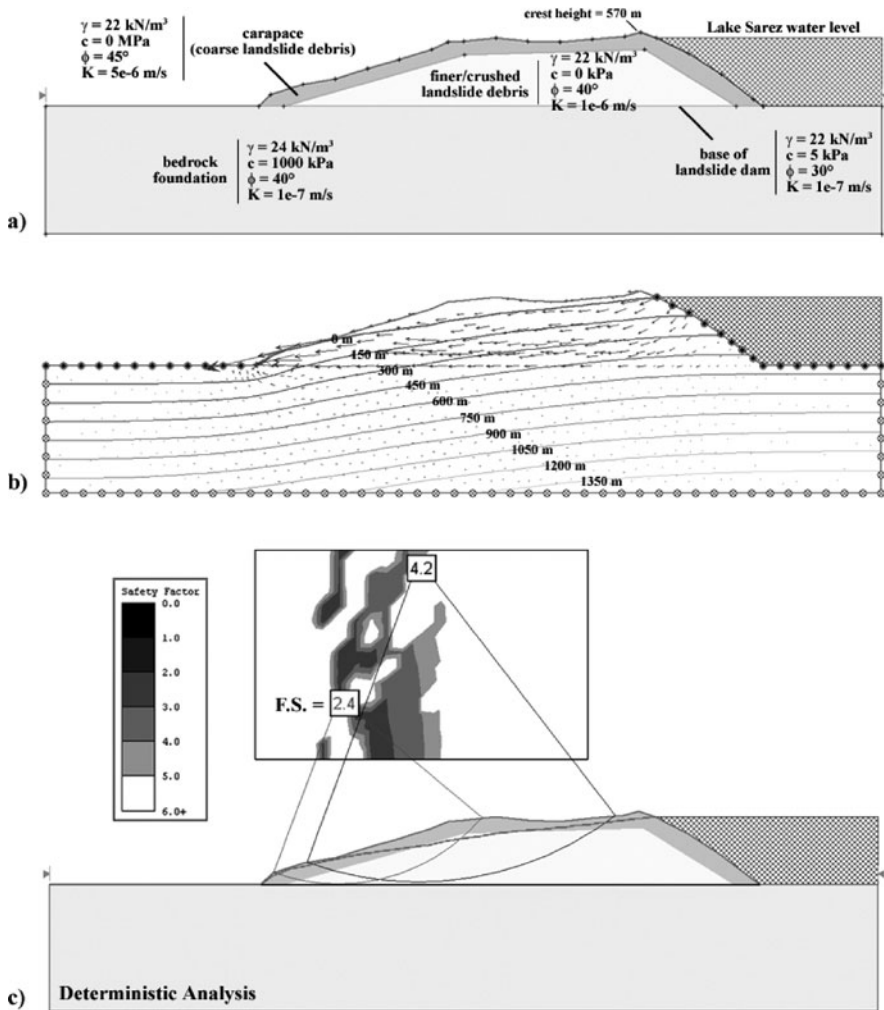 γ = 22 kN/m³
c = 0 MPa
ϕ = 45°
K = 5e-6 m/s
carapace
(coarse landslide debris)
crest height = 570 m
Lake Sarez water level
finer/crushed
landslide debris
γ = 22 kN/m³
c = 0 kPa
ϕ = 40°
K = 1e-6 m/s
bedrock
foundation
γ = 24 kN/m³
c = 1000 kPa
ϕ = 40°
K = 1e-7 m/s
base of
landslide dam
γ = 22 kN/m³
c = 5 kPa
ϕ = 30°
K = 1e-7 m/s
a)
0 m
150 m
300 m
450 m
600 m
750 m
900 m
1050 m
1200 m
1350 m
b)
Safety Factor
0.0
1.0
2.0
3.0
4.0
5.0
6.0+
4.2
F.S. = 2.4
Deterministic Analysis
c)